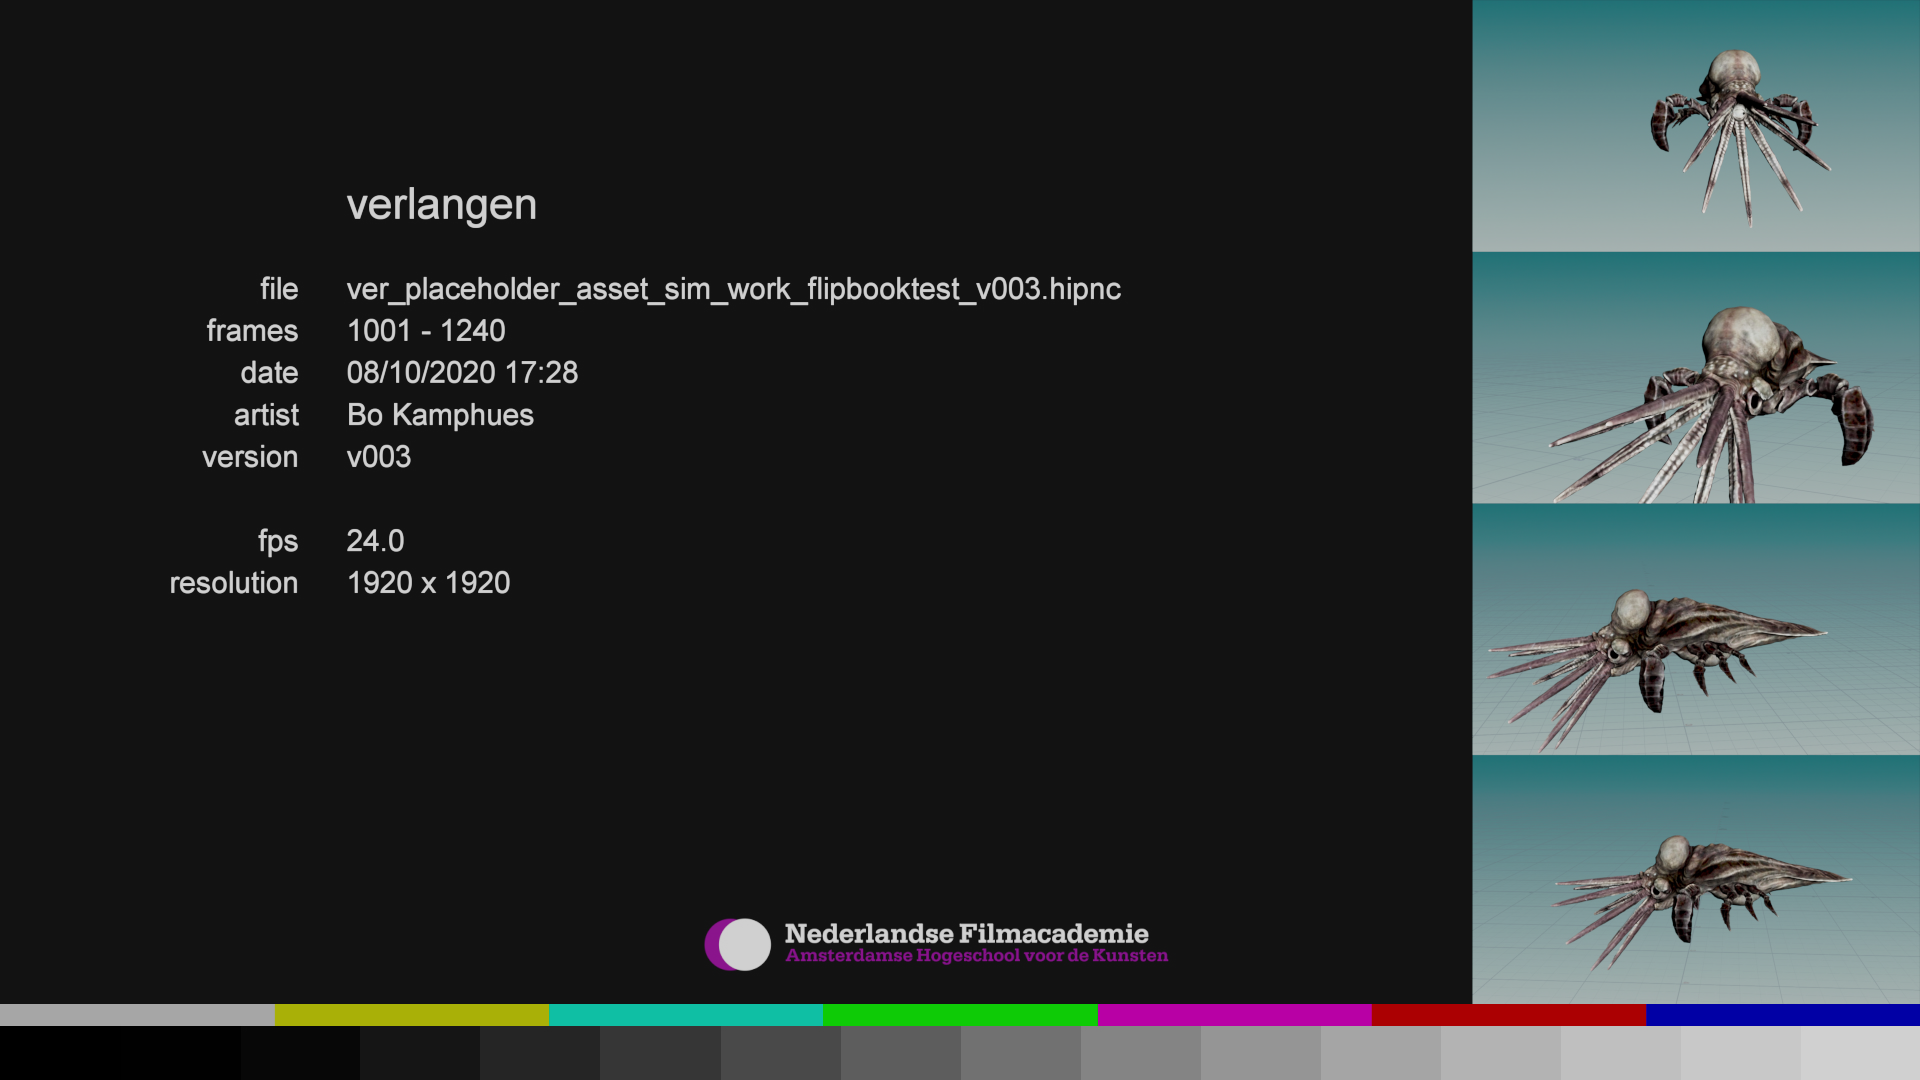 verlangen
file ver_placeholder_asset_sim_work_flipbooktest_v003.hipnc
frames 1001 - 1240
date 08/10/2020 17:28
artist Bo Kamphues
version v003
fps 24.0
resolution 1920 x 1920
Nederlandse Filmacademie
Amsterdamse Hogeschool voor de Kunsten